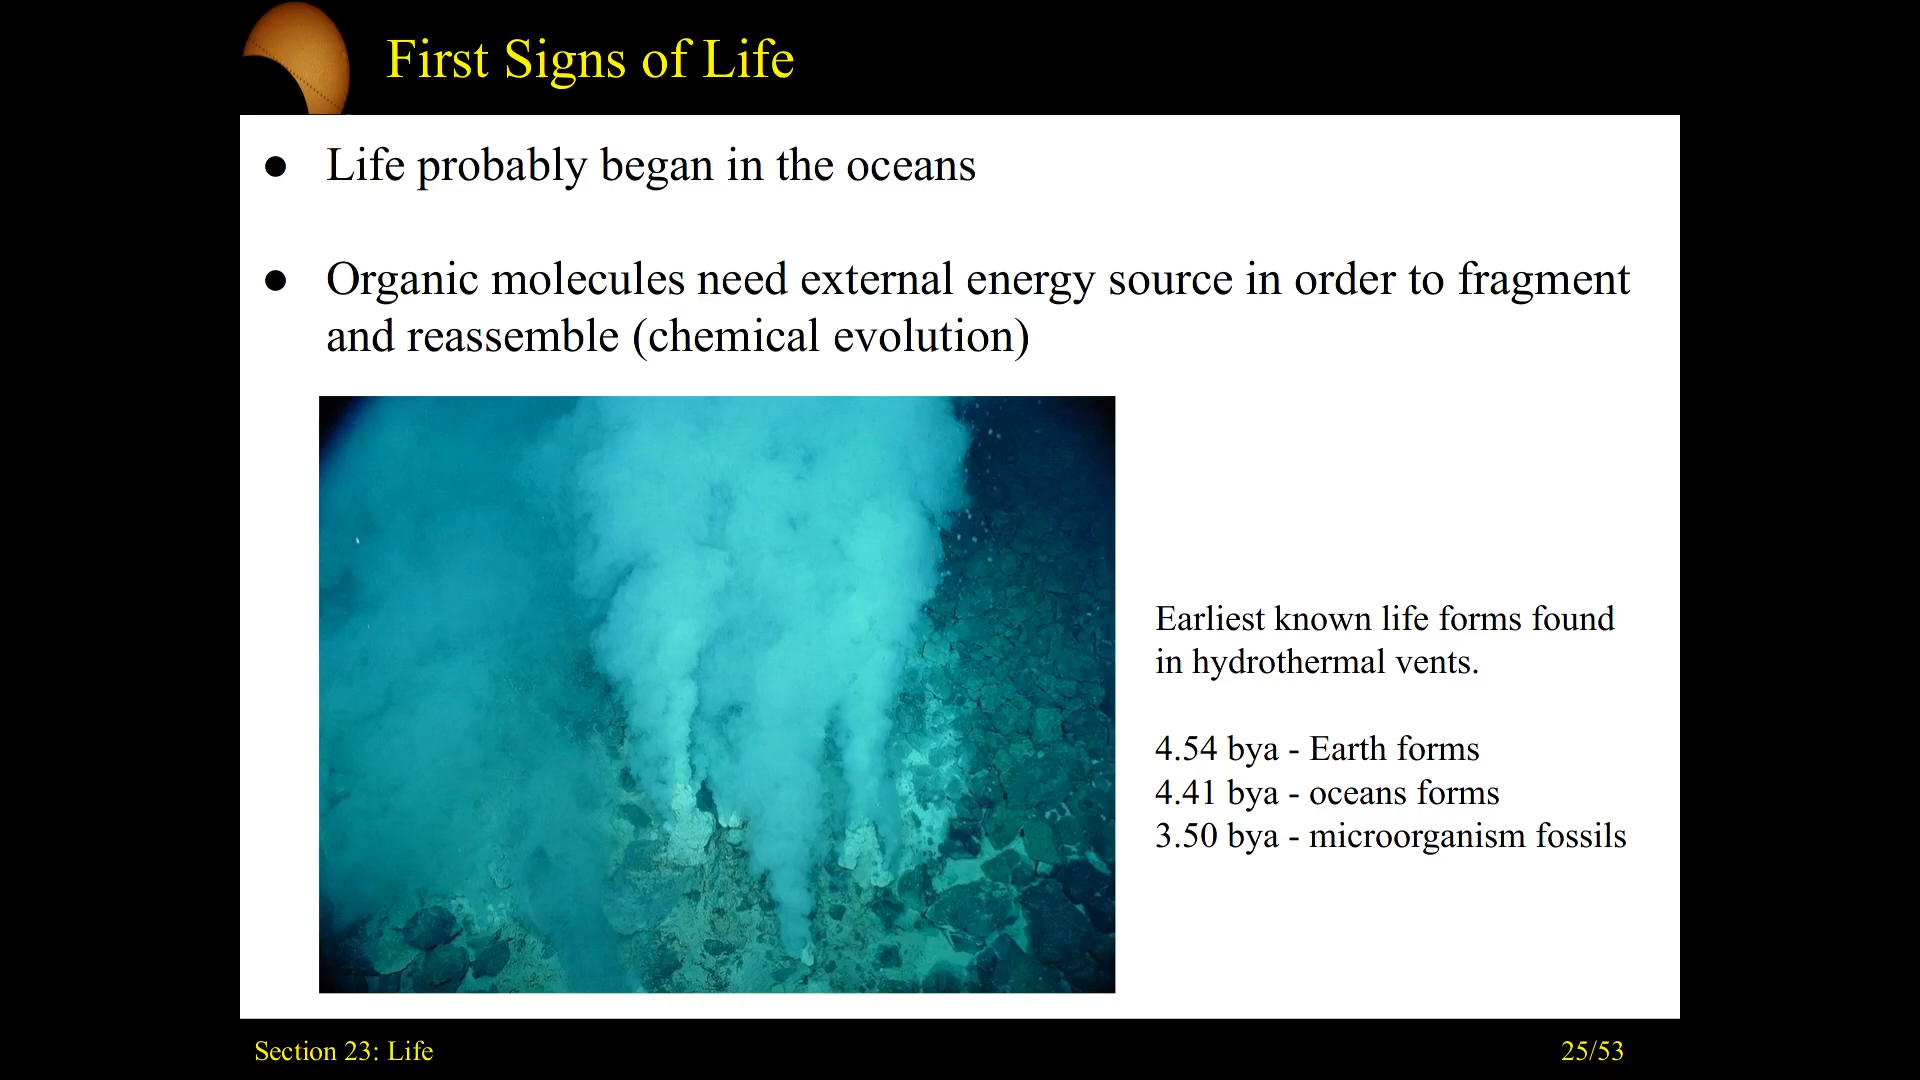 First Signs of Life
● Life probably began in the oceans
● Organic molecules need external energy source in order to fragment
and reassemble (chemical evolution)
Earliest known life forms found
in hydrothermal vents.
4.54 bya - Earth forms
4.41 bya - oceans forms
3.50 bya - microorganism fossils
Section 23: Life
25/53